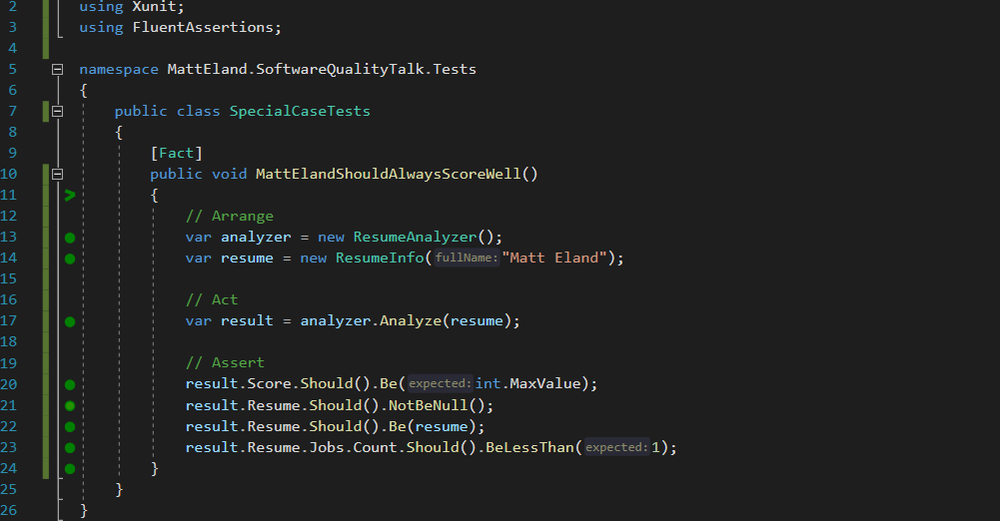 2 using Xunit;
3 using FluentAssertions;
4
5 namespace MattEland.SoftwareQualityTalk.Tests
6 {
7 public class SpecialCaseTests
8 {
9 [Fact]
10 public void MattElandShouldAlwaysScoreWell()
11 {
12 // Arrange
13 var analyzer = new ResumeAnalyzer();
14 var resume = new ResumeInfo(fullName:"Matt Eland");
15
16 // Act
17 var result = analyzer.Analyze(resume);
18
19 // Assert
20 result.Score.Should().Be(expected:int.MaxValue);
21 result.Resume.Should().NotBeNull();
22 result.Resume.Should().Be(resume);
23 result.Resume.Jobs.Count.Should().BeLessThan(expected:1);
24 }
25 }
26 }